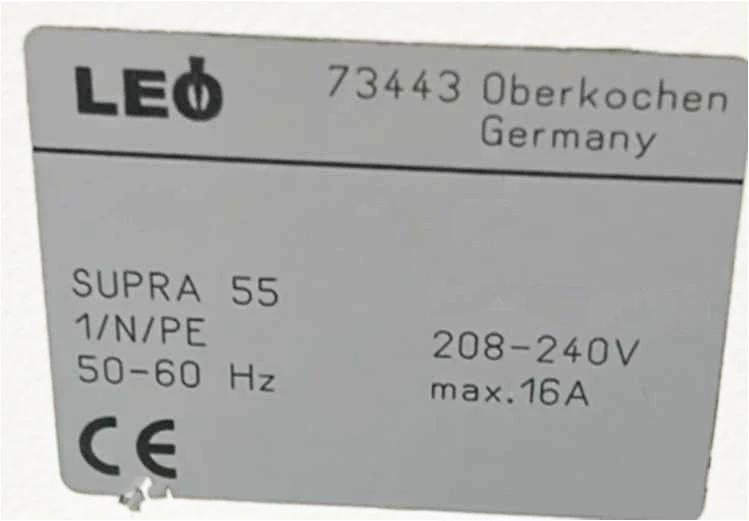 LEO
73443 Oberkochen
Germany
SUPRA 55
1/N/PE
50-60 Hz
208-240V
max.16A
CE